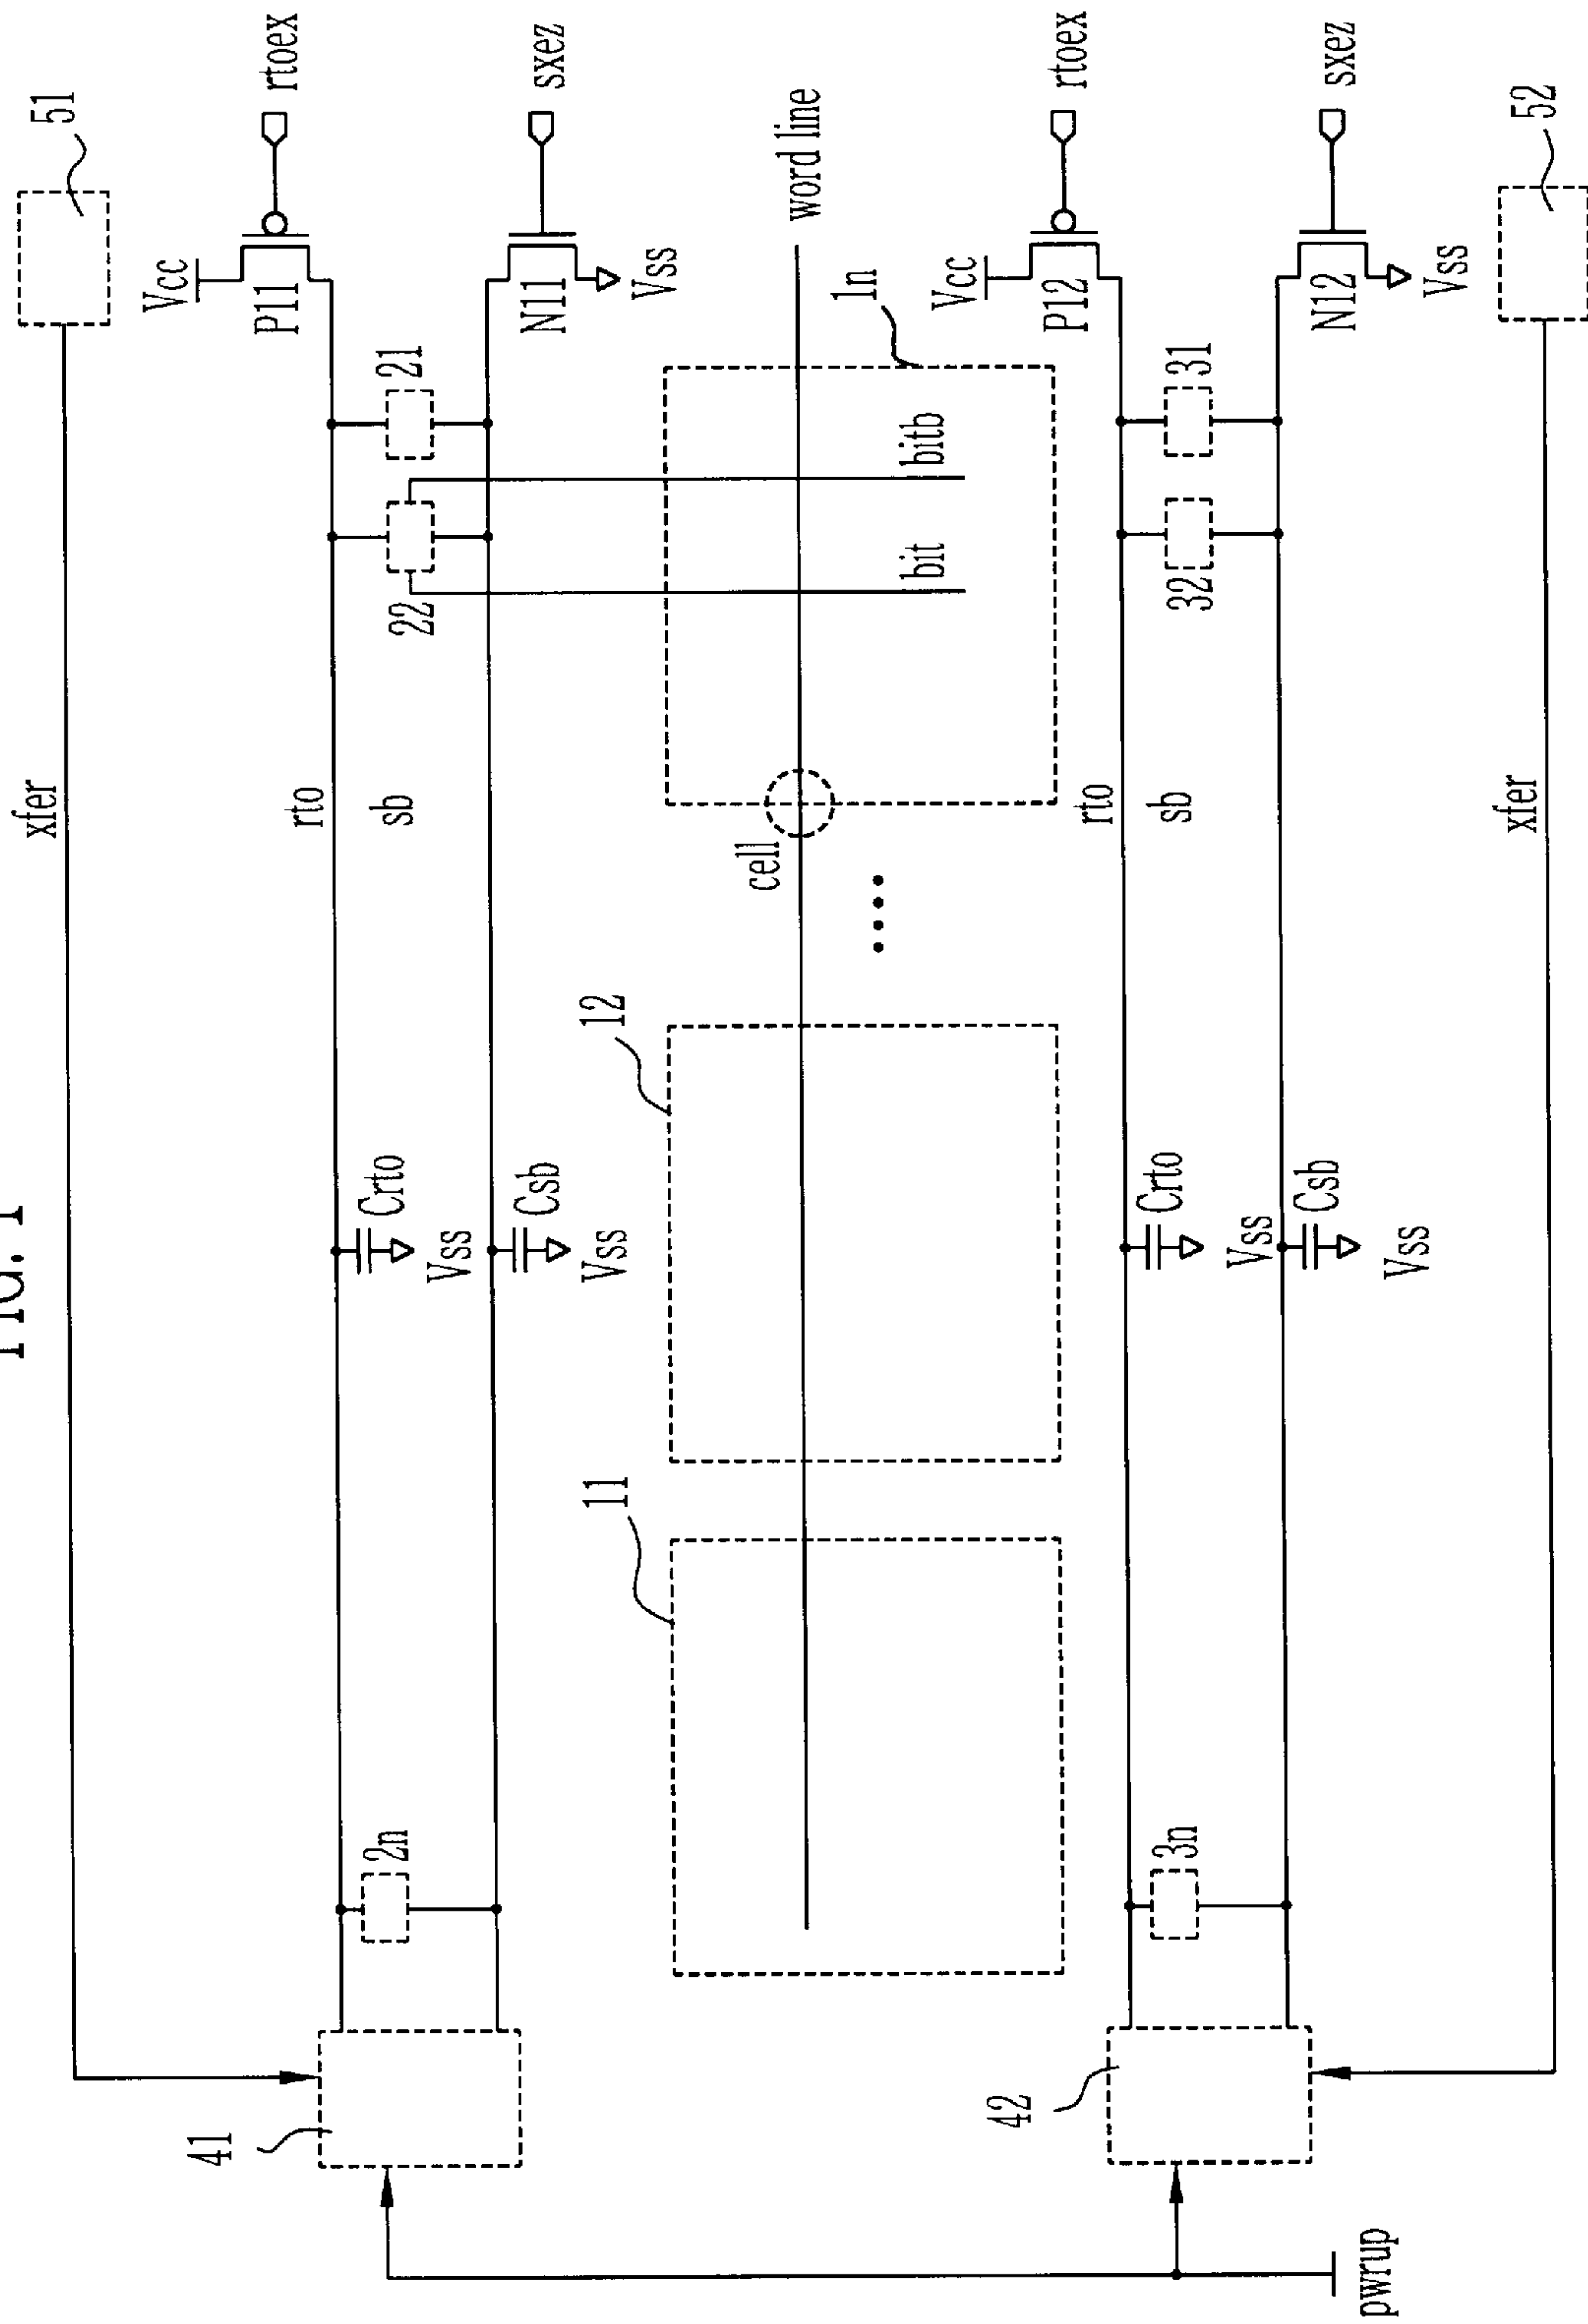 FIG. 1
51
xfer
Vcc
rtoex
P11
rto
21
22
sb
sxez
N11
Vss
2n
Crto
Vss
Csb
Vss
41
word line
1n
bitb
bit
cell
12
11
Vcc
rtoex
P12
rto
31
32
sb
sxez
N12
Vss
3n
Crto
Vss
Csb
Vss
42
xfer
52
pwrup